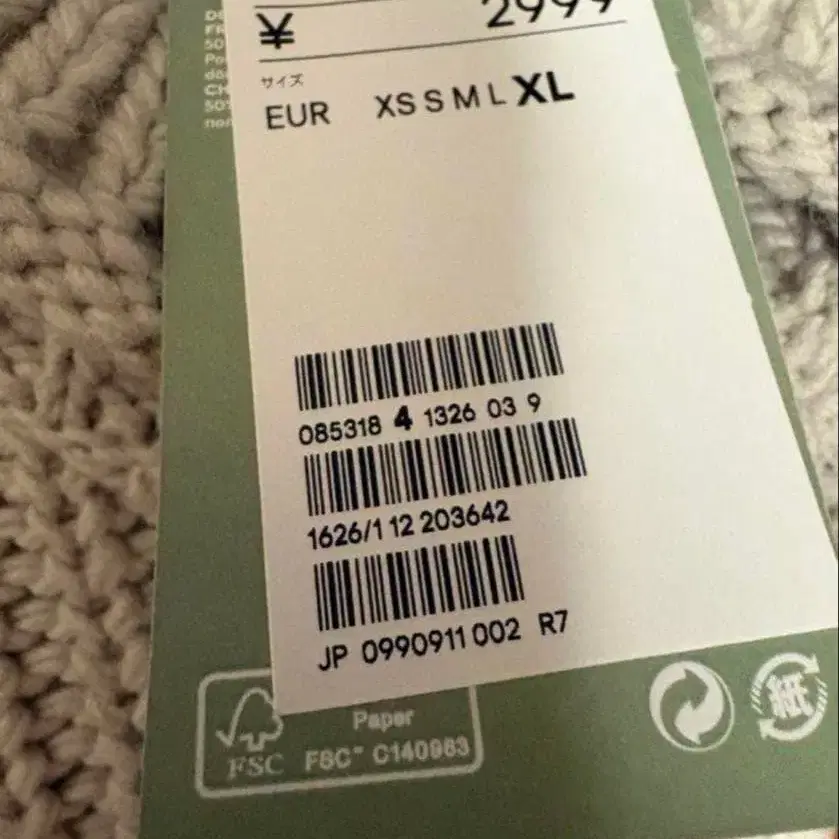 ¥ 2999
サイズ
EUR XS S M L XL
085318 4 1326 03 9
1626/1 12 203642
JP 0990911 002 R7
Paper
FSC FSC™ C140983
紙